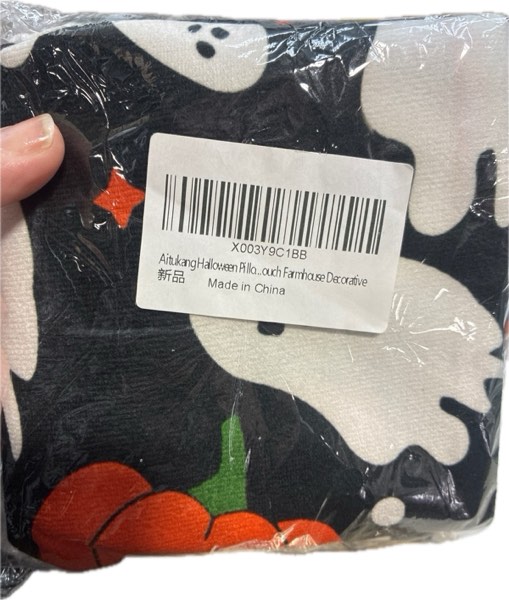 X003Y9C1BB
Aitukang Halloween Pillo...ouch Farmhouse Decorative
新品 Made in China